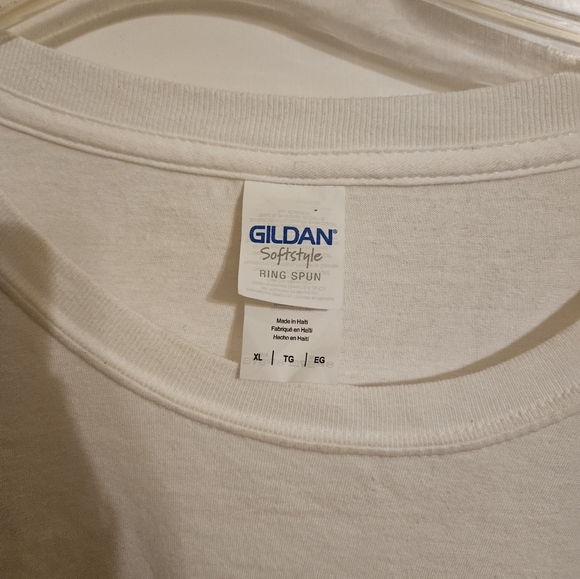 GILDAN®
Softstyle
RING SPUN
Made in Haiti
Fabriqué en Haïti
Hecho en Haití
XL | TG | EG